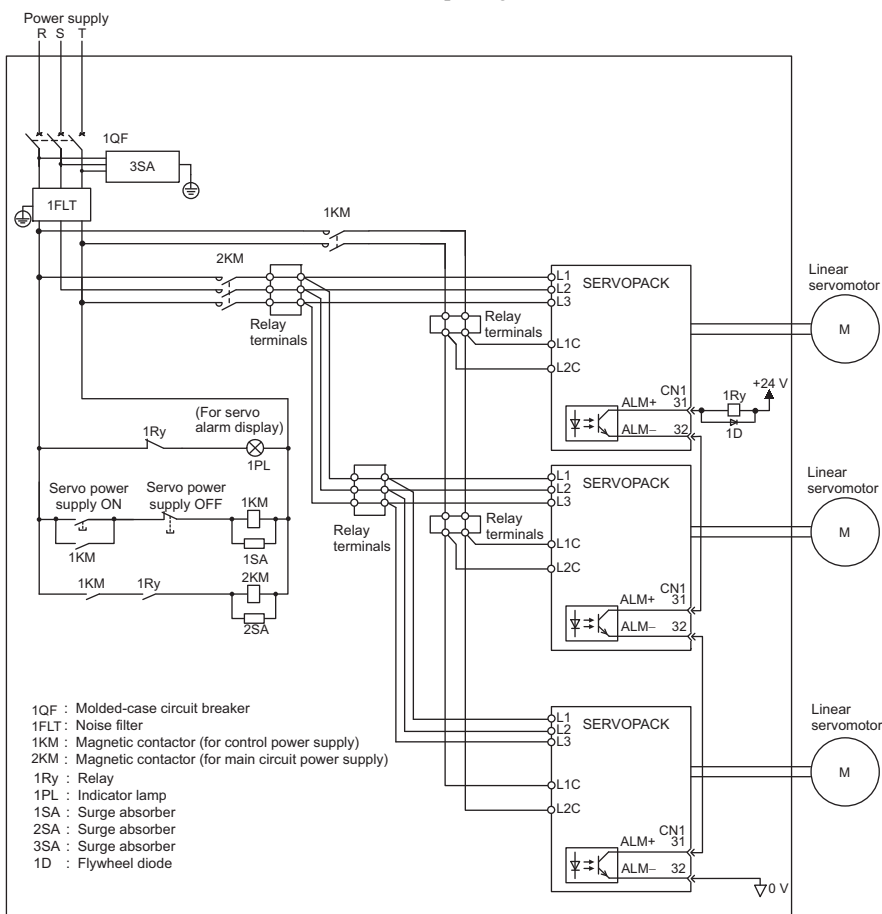 Power supply
R S T
1QF
3SA
1FLT
1KM
2KM
Relay
terminals
Relay
terminals
L1
L2
L3
SERVOPACK
L1C
L2C
Linear
servomotor
M
CN1
ALM+ 31
ALM– 32
1Ry
+24 V
1D
(For servo
alarm display)
1Ry
1PL
Servo power
supply ON
Servo power
supply OFF
1KM
1KM
1SA
1KM
1Ry
2KM
2SA
Relay
terminals
Relay
terminals
L1
L2
L3
SERVOPACK
L1C
L2C
Linear
servomotor
M
CN1
ALM+ 31
ALM– 32
L1
L2
L3
SERVOPACK
L1C
L2C
Linear
servomotor
M
CN1
ALM+ 31
ALM– 32
0 V
1QF : Molded-case circuit breaker
1FLT : Noise filter
1KM : Magnetic contactor (for control power supply)
2KM : Magnetic contactor (for main circuit power supply)
1Ry : Relay
1PL : Indicator lamp
1SA : Surge absorber
2SA : Surge absorber
3SA : Surge absorber
1D : Flywheel diode